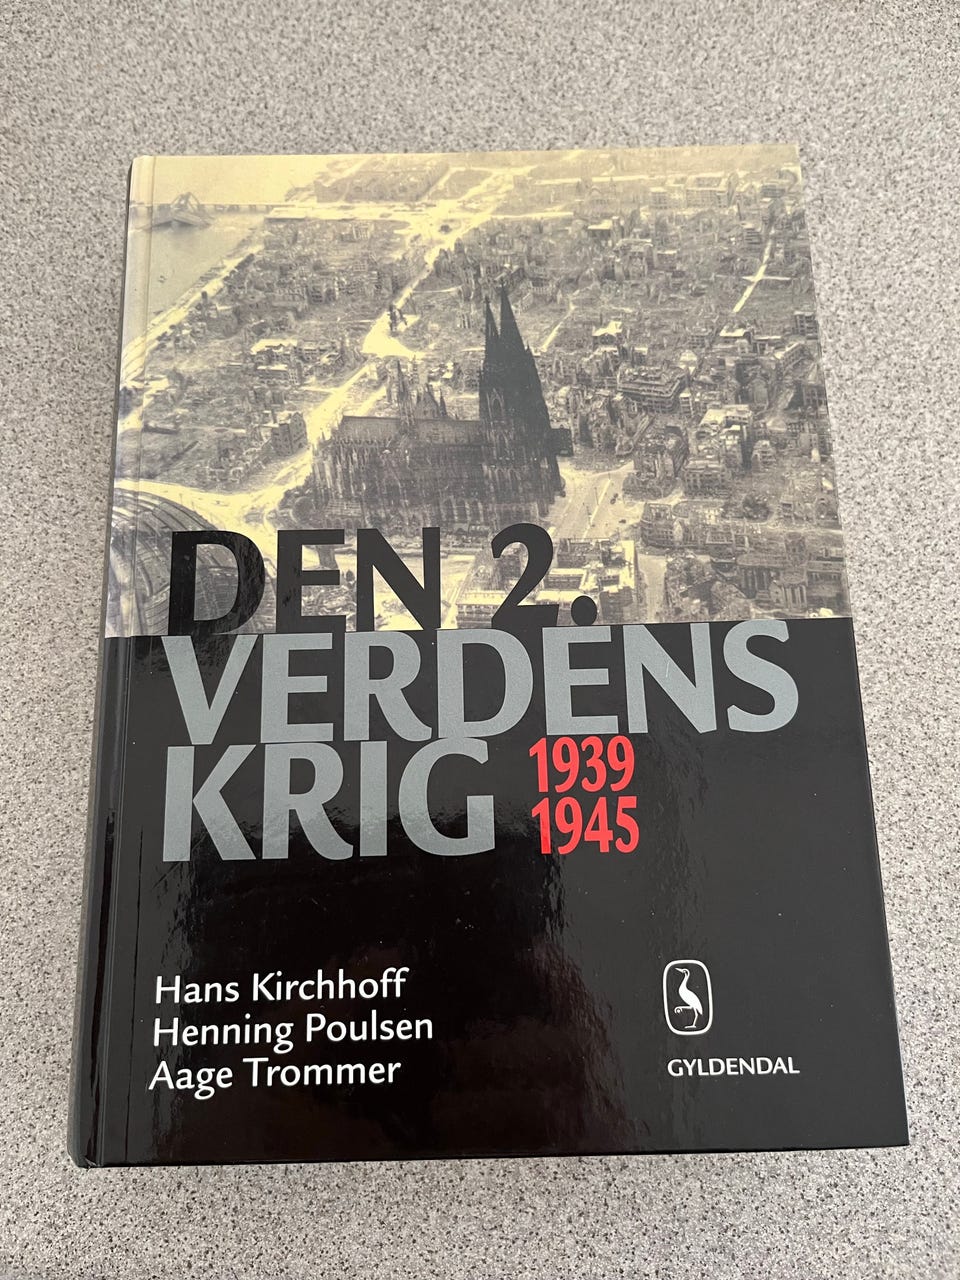 DEN 2.
VERDENS
KRIG
1939
1945
Hans Kirchhoff
Henning Poulsen
Aage Trommer
GYLDENDAL